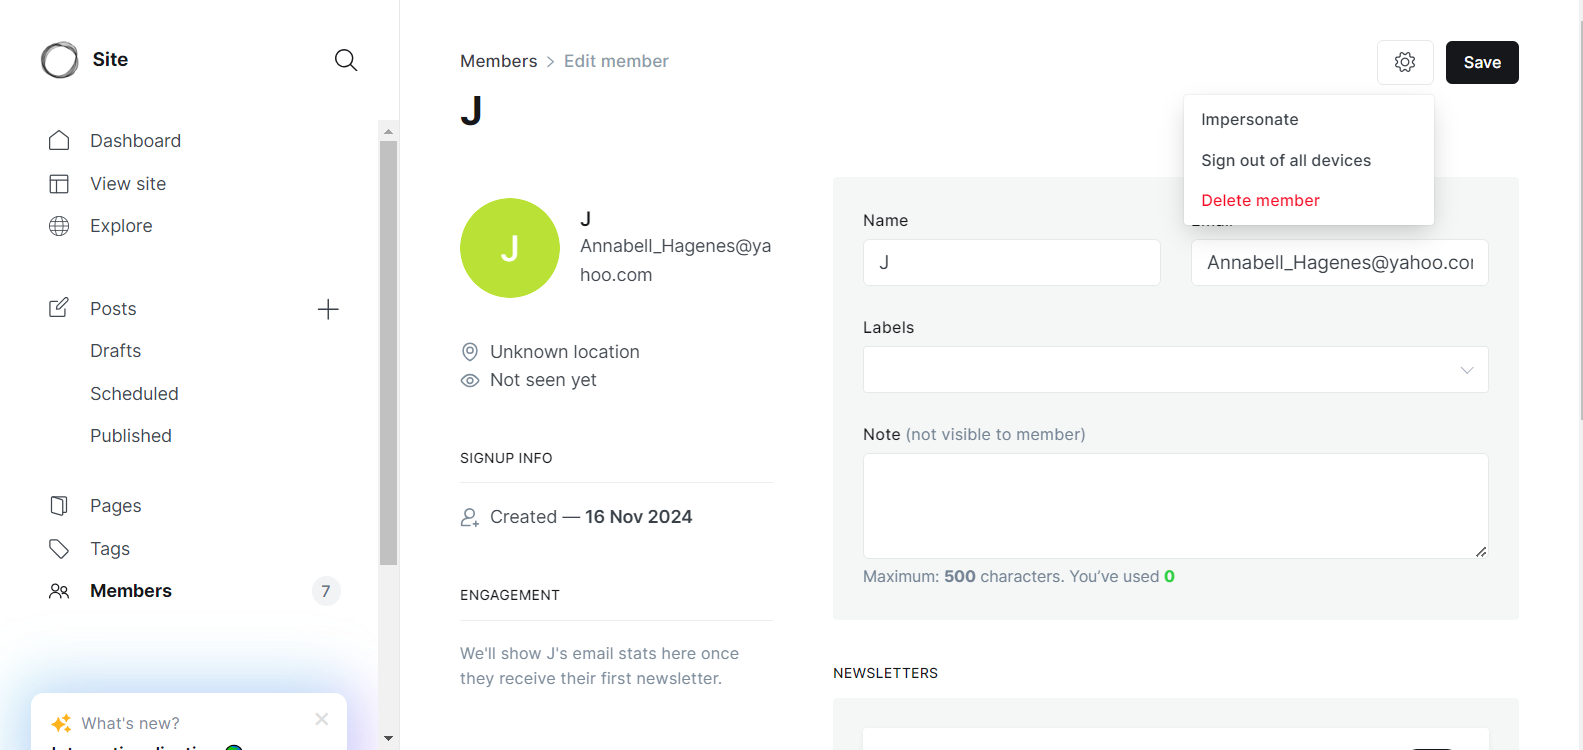 Site
Dashboard
View site
Explore
Posts
Drafts
Scheduled
Published
Pages
Tags
Members
7
What's new?
Members > Edit member
Save
J
Impersonate
Sign out of all devices
Delete member
J
J
Annabell_Hagenes@ya
hoo.com
Unknown location
Not seen yet
SIGNUP INFO
Created — 16 Nov 2024
ENGAGEMENT
We'll show J's email stats here once
they receive their first newsletter.
Name
J
Annabell_Hagenes@yahoo.co
Labels
Note (not visible to member)
Maximum: 500 characters. You’ve used 0
NEWSLETTERS